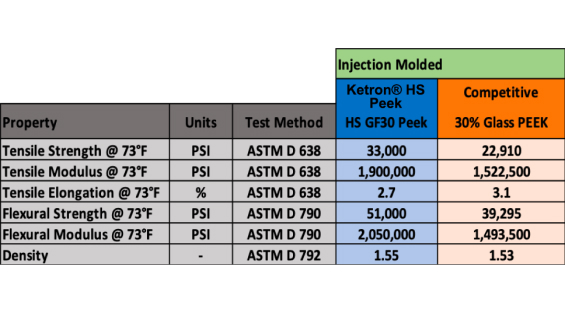 Injection Molded
Ketron® HS Peek Competitive
Property Units Test Method HS GF30 Peek 30% Glass PEEK
Tensile Strength @ 73°F PSI ASTM D 638 33,000 22,910
Tensile Modulus @ 73°F PSI ASTM D 638 1,900,000 1,522,500
Tensile Elongation @ 73°F % ASTM D 638 2.7 3.1
Flexural Strength @ 73°F PSI ASTM D 790 51,000 39,295
Flexural Modulus @ 73°F PSI ASTM D 790 2,050,000 1,493,500
Density - ASTM D 792 1.55 1.53